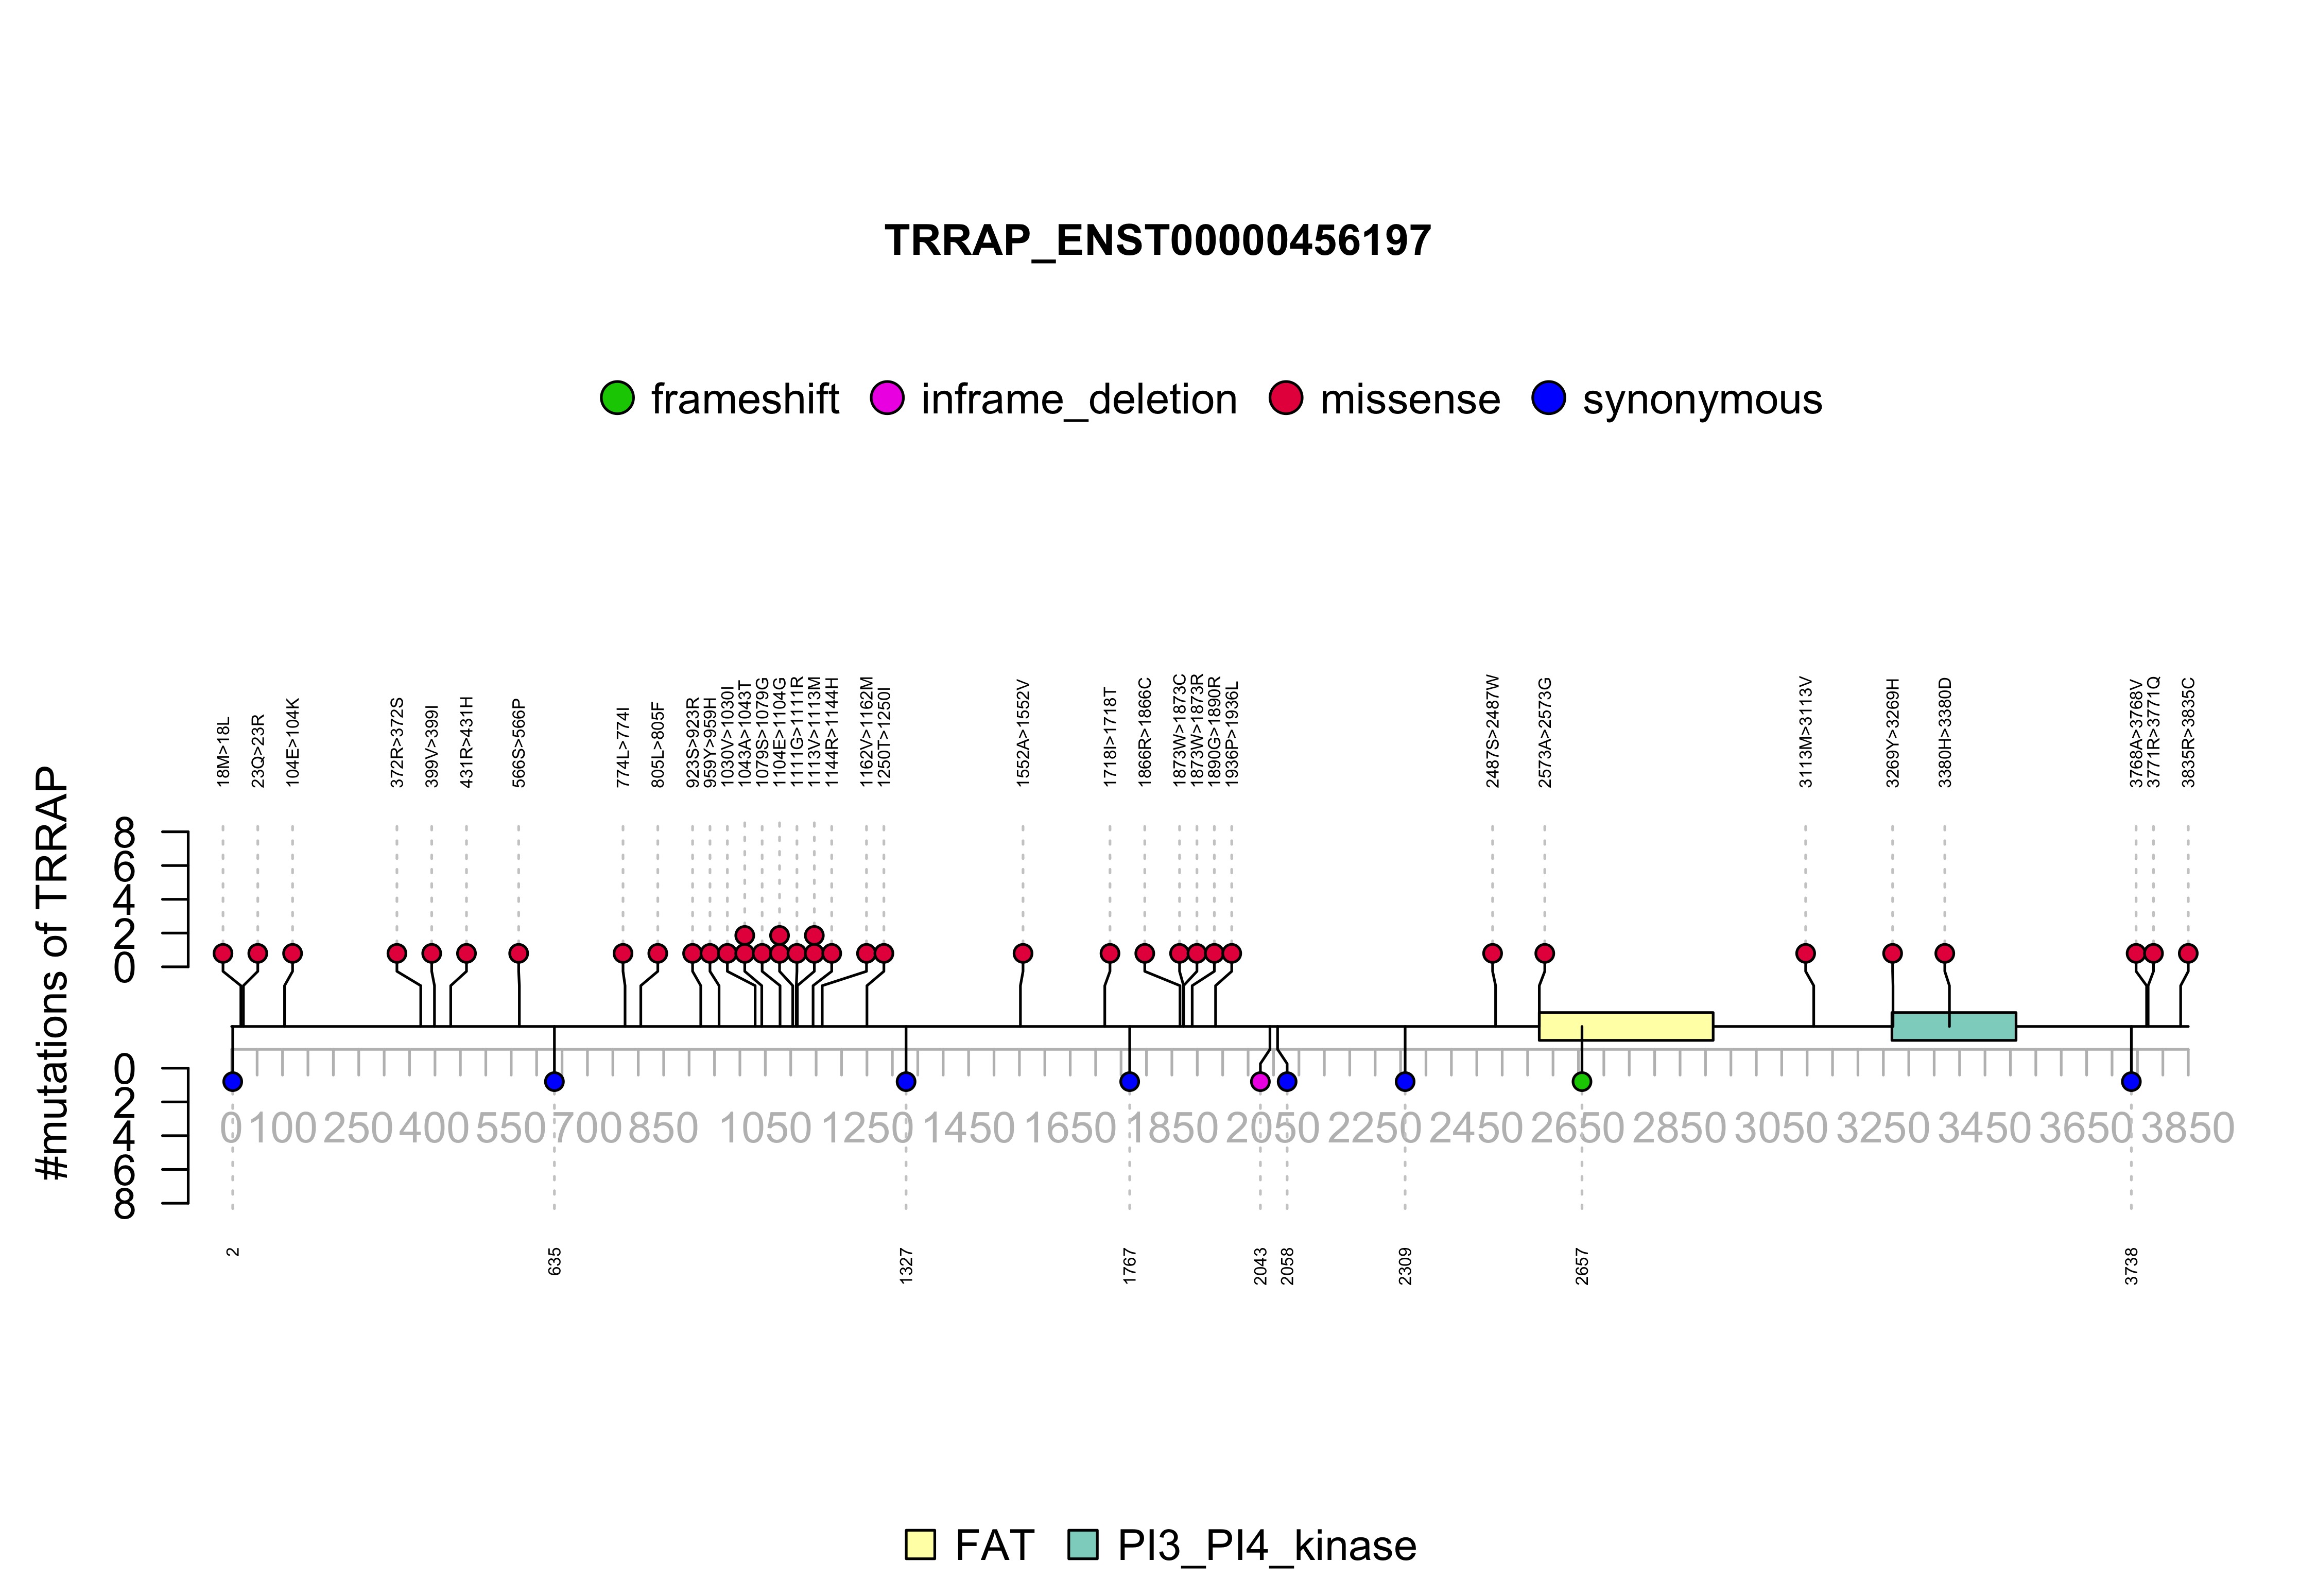 TRRAP_ENST00000456197
frameshift inframe_deletion missense synonymous
18M>18L
23Q>23R
104E>104K
372R>372S
399V>399I
431R>431H
566S>566P
774L>774I
805L>805F
923S>923R
959Y>959H
1030V>1030I
1043A>1043T
1079S>1079G
1104E>1104G
1111G>1111R
1113V>1113M
1144R>1144H
1162V>1162M
1250T>1250I
1552A>1552V
1718I>1718T
1866R>1866C
1873W>1873C
1873W>1873R
1890G>1890R
1936P>1936L
2487S>2487W
2573A>2573G
3113M>3113V
3269Y>3269H
3380H>3380D
3768A>3768V
3771R>3771Q
3835R>3835C
#mutations of TRRAP
8
6
4
2
0
0
2
4
6
8
0 100 250 400 550 700 850 1050 1250 1450 1650 1850 2050 2250 2450 2650 2850 3050 3250 3450 3650 3850
2
635
1327
1767
2043
2058
2309
2657
3738
FAT PI3_PI4_kinase